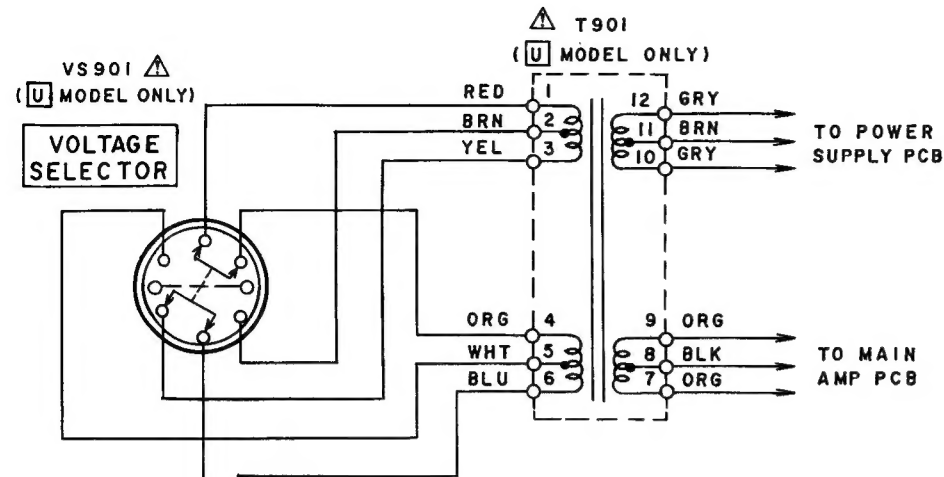 ⚠ T901
(U MODEL ONLY)
VS901 ⚠
(U MODEL ONLY)
VOLTAGE
SELECTOR
RED 1
BRN 2
YEL 3
12 GRY
11 BRN
10 GRY
TO POWER
SUPPLY PCB
ORG 4
WHT 5
BLU 6
9 ORG
8 BLK
7 ORG
TO MAIN
AMP PCB